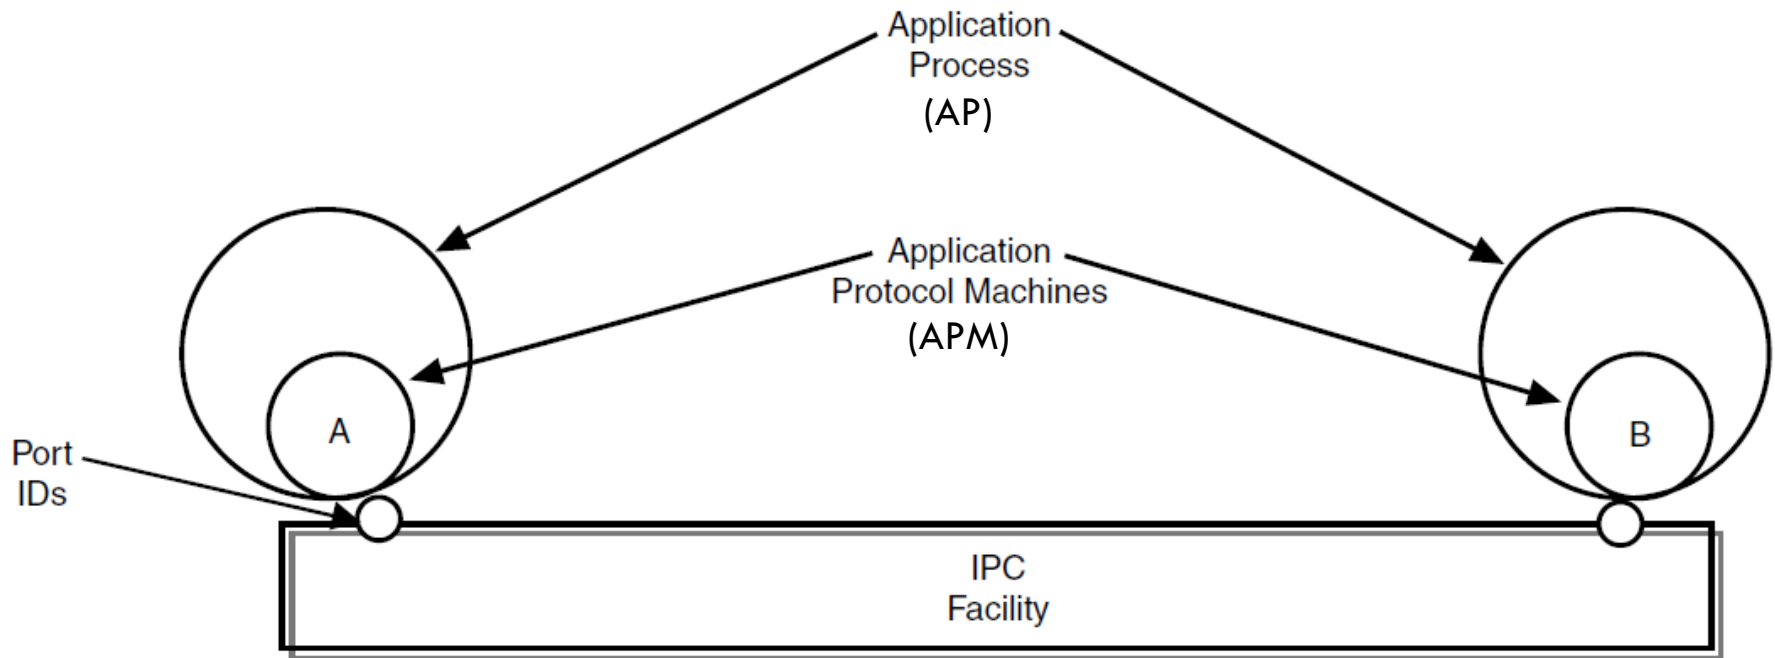 Application
Process
(AP)
Application
Protocol Machines
(APM)
A
B
Port
IDs
IPC
Facility